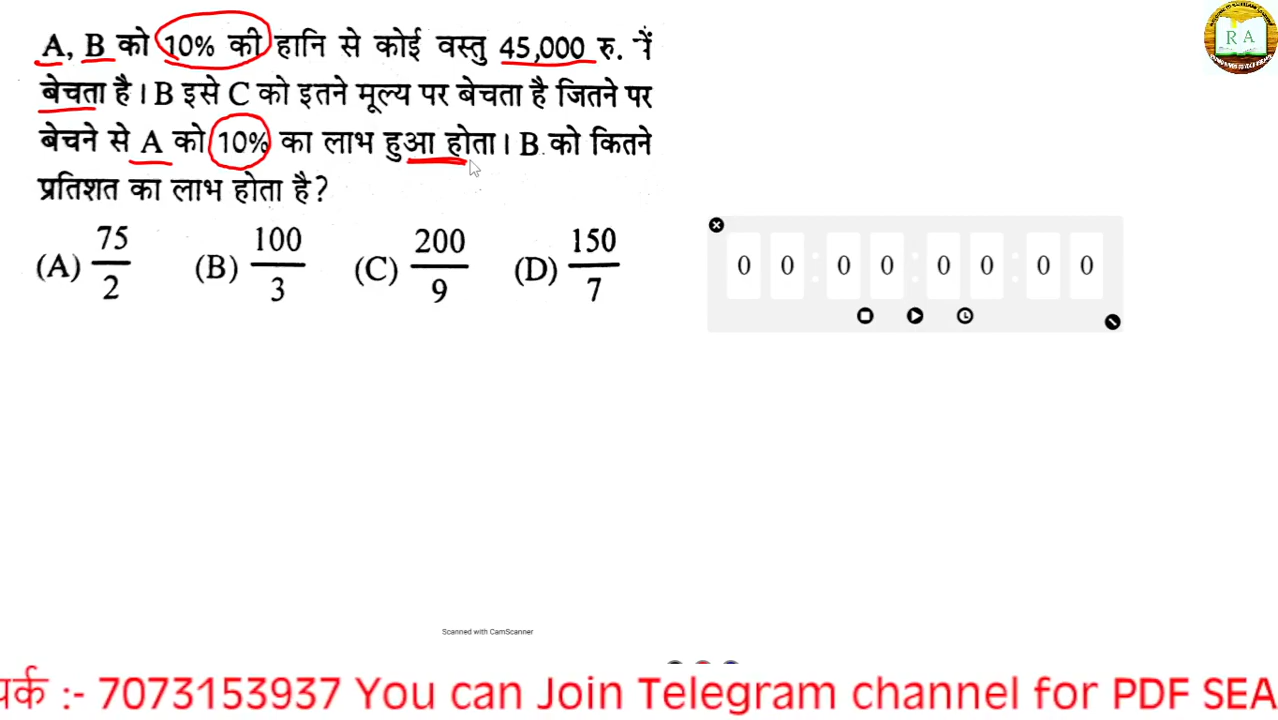 A, B को 10% की हानि से कोई वस्तु 45,000 रु. में
बेचता है। B इसे C को इतने मूल्य पर बेचता है जितने पर
बेचने से A को 10% का लाभ हुआ होता। B को कितने
प्रतिशत का लाभ होता है?
(A) 75/2 (B) 100/3 (C) 200/9 (D) 150/7
0 0 : 0 0 : 0 0 : 0 0
R A
Scanned with CamScanner
पर्क :- 7073153937 You can Join Telegram channel for PDF SEA